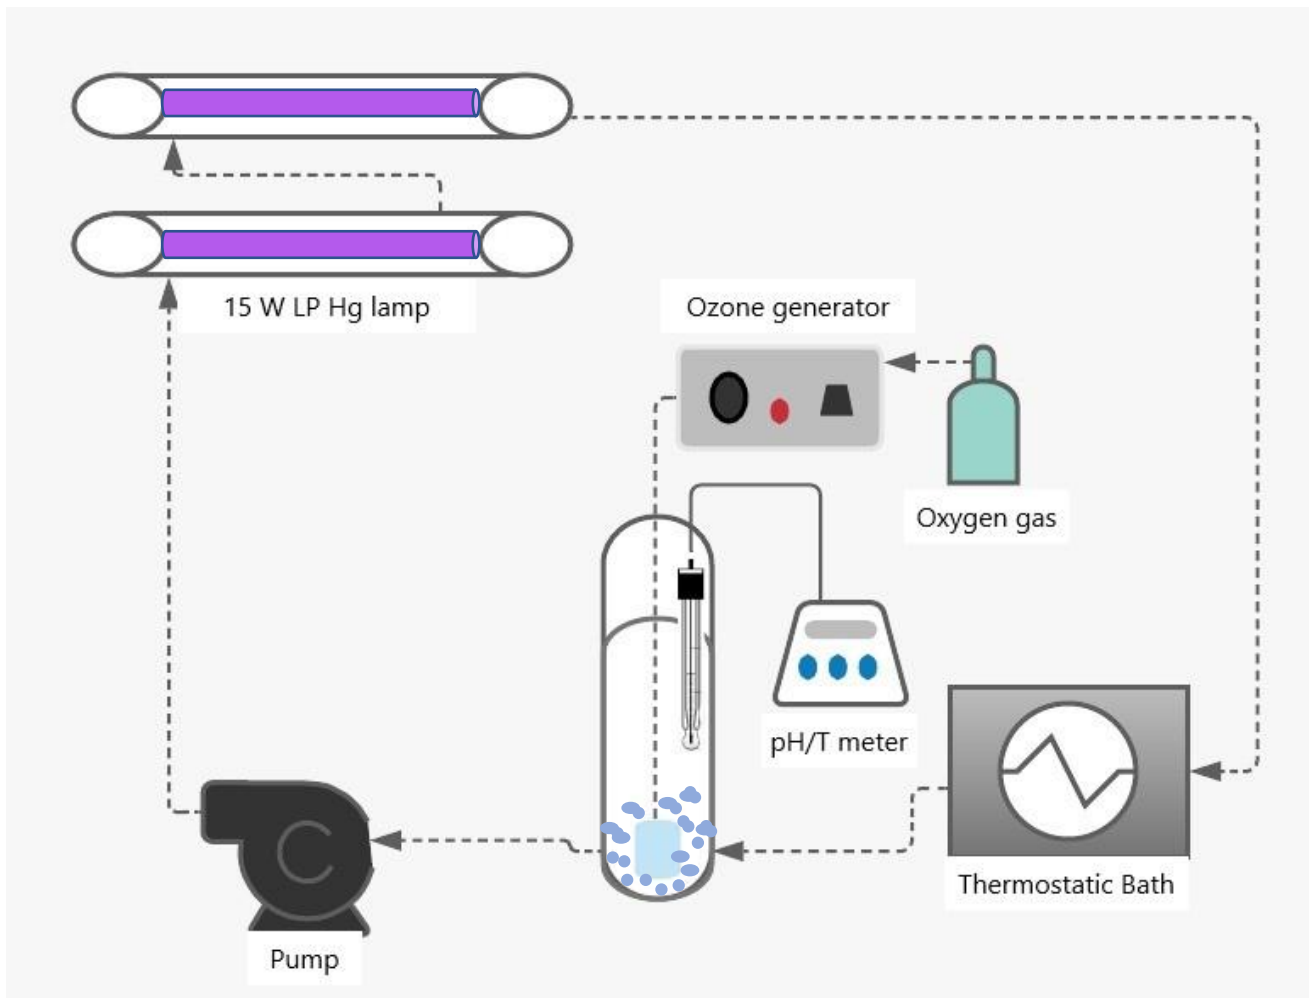 15 W LP Hg lamp
Ozone generator
Oxygen gas
pH/T meter
Thermostatic Bath
Pump